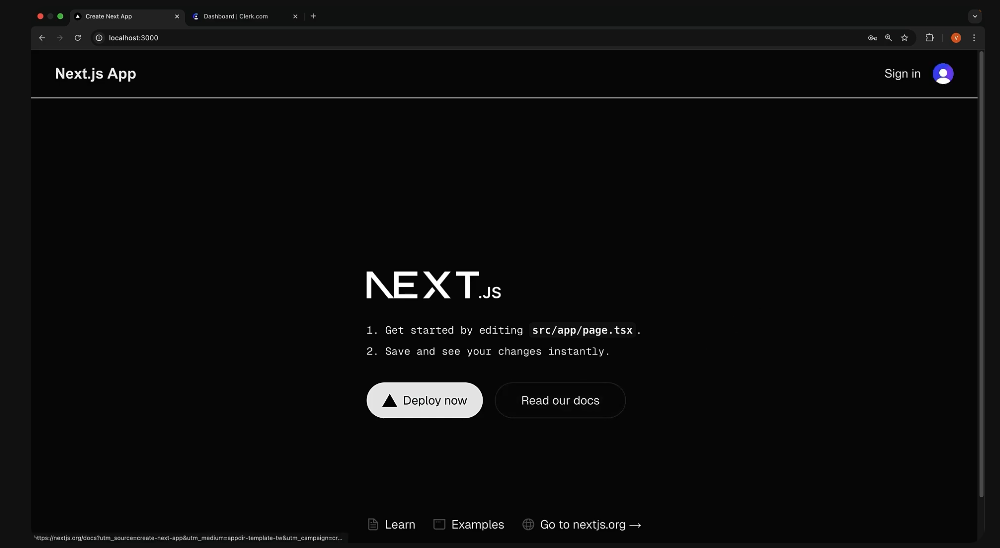 Create Next App
Dashboard | Clerk.com
localhost:3000
V
Next.js App
Sign in
NEXT.JS
1. Get started by editing src/app/page.tsx.
2. Save and see your changes instantly.
Deploy now
Read our docs
Learn
Examples
Go to nextjs.org →
https://nextjs.org/docs?utm_source=create-next-app&utm_medium=appdir-template-tw&utm_campaign=cr...